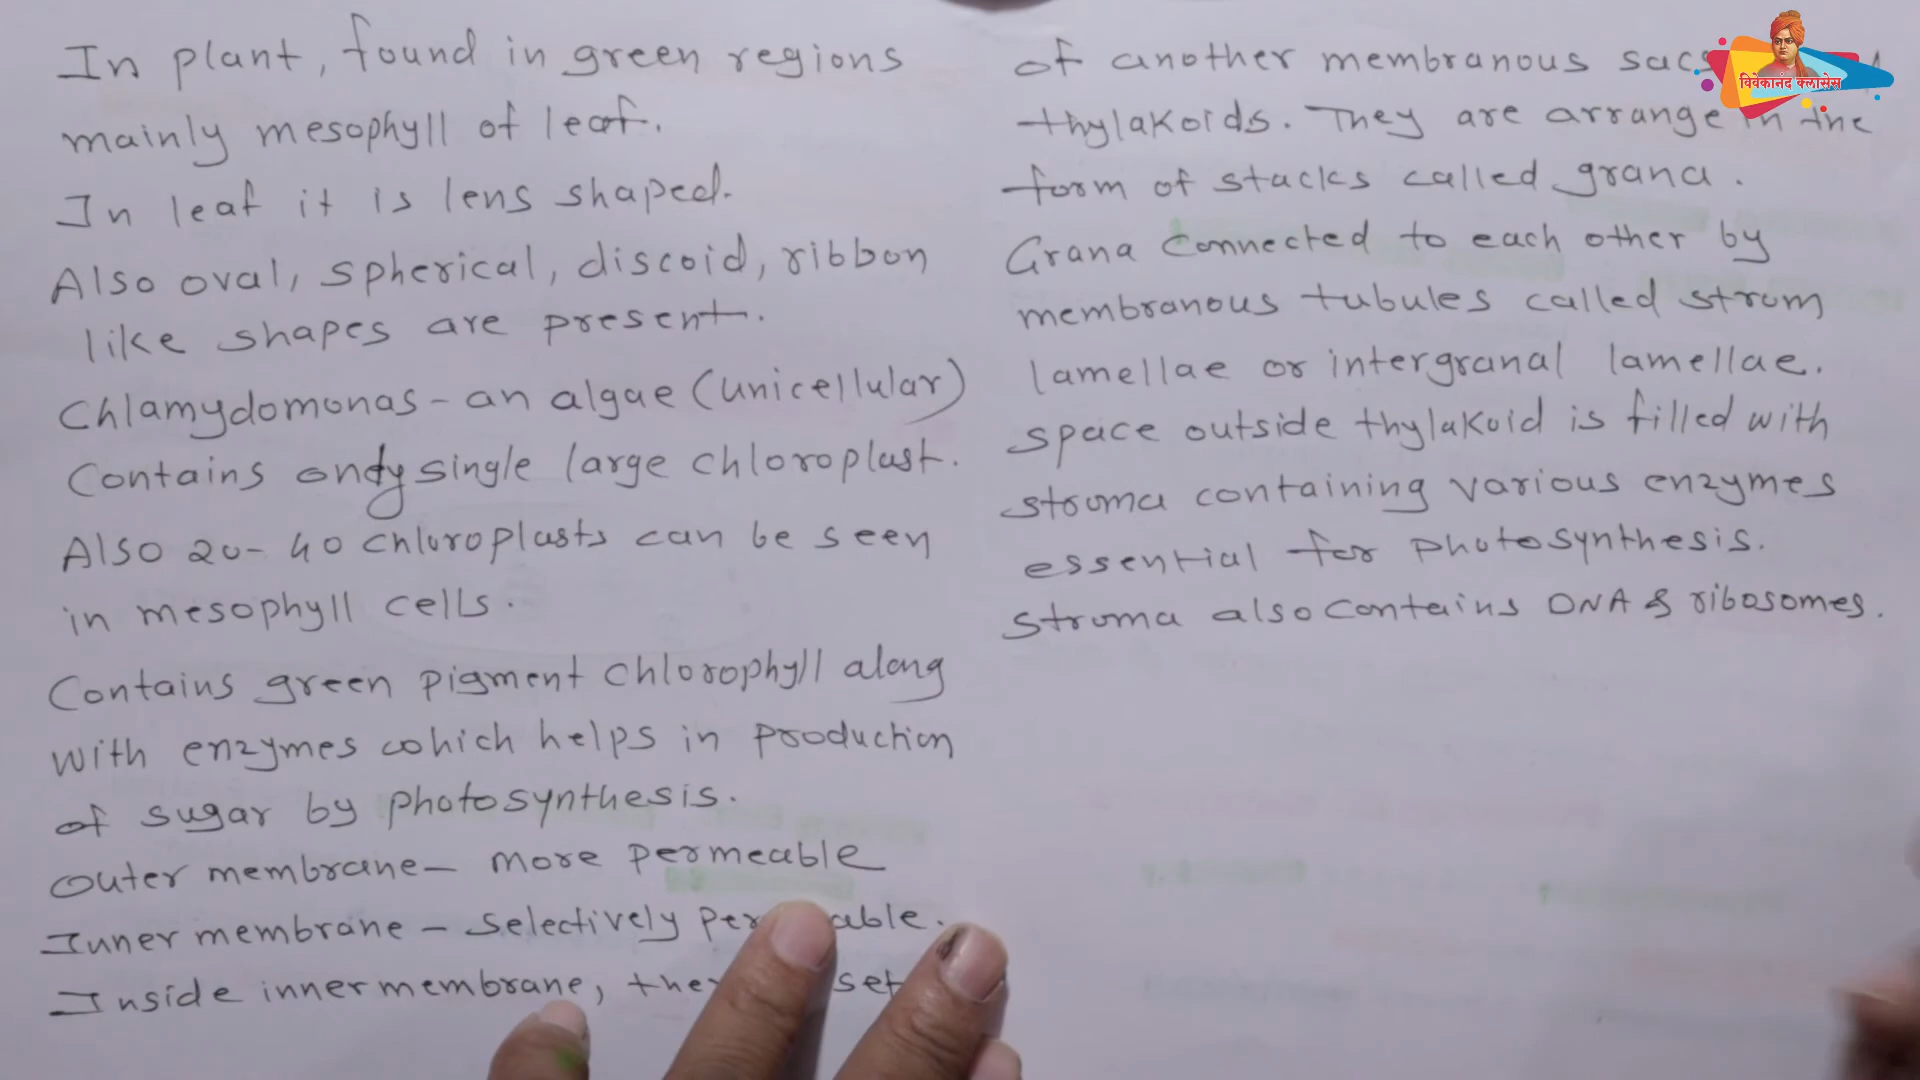 In plant, found in green regions
mainly mesophyll of leaf.
In leaf it is lens shaped.
Also oval, spherical, discoid, ribbon
like shapes are present.
Chlamydomonas - an algae (unicellular)
Contains only single large chloroplast.
Also 20-40 chloroplasts can be seen
in mesophyll cells.
Contains green pigment chlorophyll along
with enzymes which helps in production
of sugar by photosynthesis.
Outer membrane - more permeable
Inner membrane - selectively permeable.
Inside inner membrane, set
of another membranous sacs
thylakoids. They are arrange in the
form of stacks called grana.
Grana connected to each other by
membranous tubules called strom
lamellae or intergranal lamellae.
space outside thylakoid is filled with
stroma containing various enzymes
essential for photosynthesis.
stroma also contains DNA & ribosomes.
विवेकानंद क्लासेस